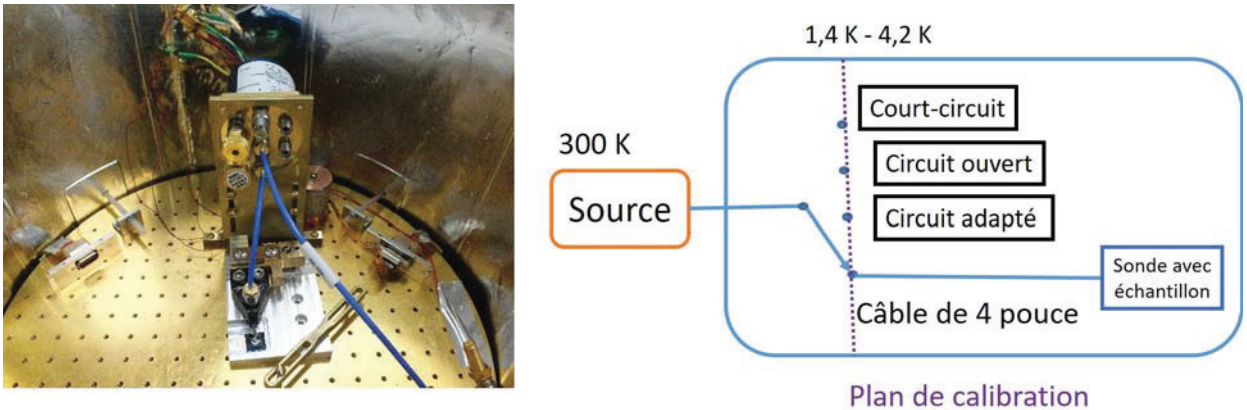 1,4 K - 4,2 K
Court-circuit
300 K
Circuit ouvert
Source
Circuit adapté
Sonde avec
échantillon
Câble de 4 pouce
Plan de calibration